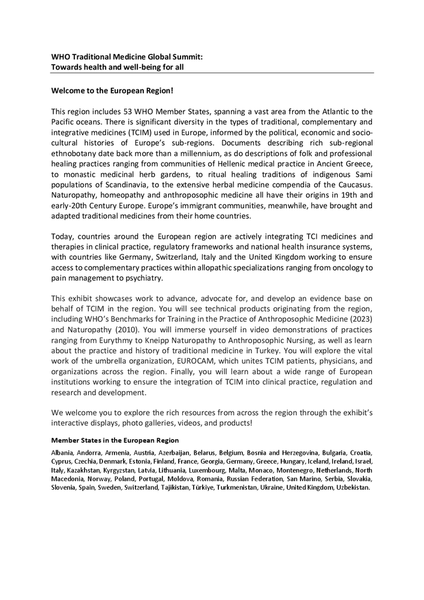 WHO Traditional Medicine Global Summit:
Towards health and well-being for all
Welcome to the European Region!
This region includes 53 WHO Member States, spanning a vast area from the Atlantic to the
Pacific oceans. There is significant diversity in the types of traditional, complementary and
integrative medicines (TCIM) used in Europe, informed by the political, economic and socio-
cultural histories of Europe's sub-regions. Documents describing rich sub-regional
ethnobotany date back more than a millennium, as do descriptions of folk and professional
healing practices ranging from communities of Hellenic medical practice in Ancient Greece,
to monastic medicinal herb gardens, to ritual healing traditions of indigenous Sami
populations of Scandinavia, to the extensive herbal medicine compendia of the Caucasus.
Naturopathy, homeopathy and anthroposophic medicine all have their origins in 19th and
early-20th Century Europe. Europe's immigrant communities, meanwhile, have brought and
adapted traditional medicines from their home countries.
Today, countries around the European region are actively integrating TCI medicines and
therapies in clinical practice, regulatory frameworks and national health insurance systems,
with countries like Germany, Switzerland, Italy and the United Kingdom working to ensure
access to complementary practices within allopathic specializations ranging from oncology to
pain management to psychiatry.
This exhibit showcases work to advance, advocate for, and develop an evidence base on
behalf of TCIM in the region. You will see technical products originating from the region,
including WHO's Benchmarks for Training in the Practice of Anthroposophic Medicine (2023)
and Naturopathy (2010). You will immerse yourself in video demonstrations of practices
ranging from Eurythmy to Kneipp Naturopathy to Anthroposophic Nursing, as well as learn
about the practice and history of traditional medicine in Turkey. You will explore the vital
work of the umbrella organization, EUROCAM, which unites TCIM patients, physicians, and
organizations across the region. Finally, you will learn about a wide range of European
institutions working to ensure the integration of TCIM into clinical practice, regulation and
research and development.
We welcome you to explore the rich resources from across the region through the exhibit's
interactive displays, photo galleries, videos, and products!
Member States in the European Region
Albania, Andorra, Armenia, Austria, Azerbaijan, Belarus, Belgium, Bosnia and Herzegovina, Bulgaria, Croatia,
Cyprus, Czechia, Denmark, Estonia, Finland, France, Georgia, Germany, Greece, Hungary, Iceland, Ireland, Israel,
Italy, Kazakhstan, Kyrgyzstan, Latvia, Lithuania, Luxembourg, Malta, Monaco, Montenegro, Netherlands, North
Macedonia, Norway, Poland, Portugal, Moldova, Romania, Russian Federation, San Marino, Serbia, Slovakia,
Slovenia, Spain, Sweden, Switzerland, Tajikistan, Türkiye, Turkmenistan, Ukraine, United Kingdom, Uzbekistan.